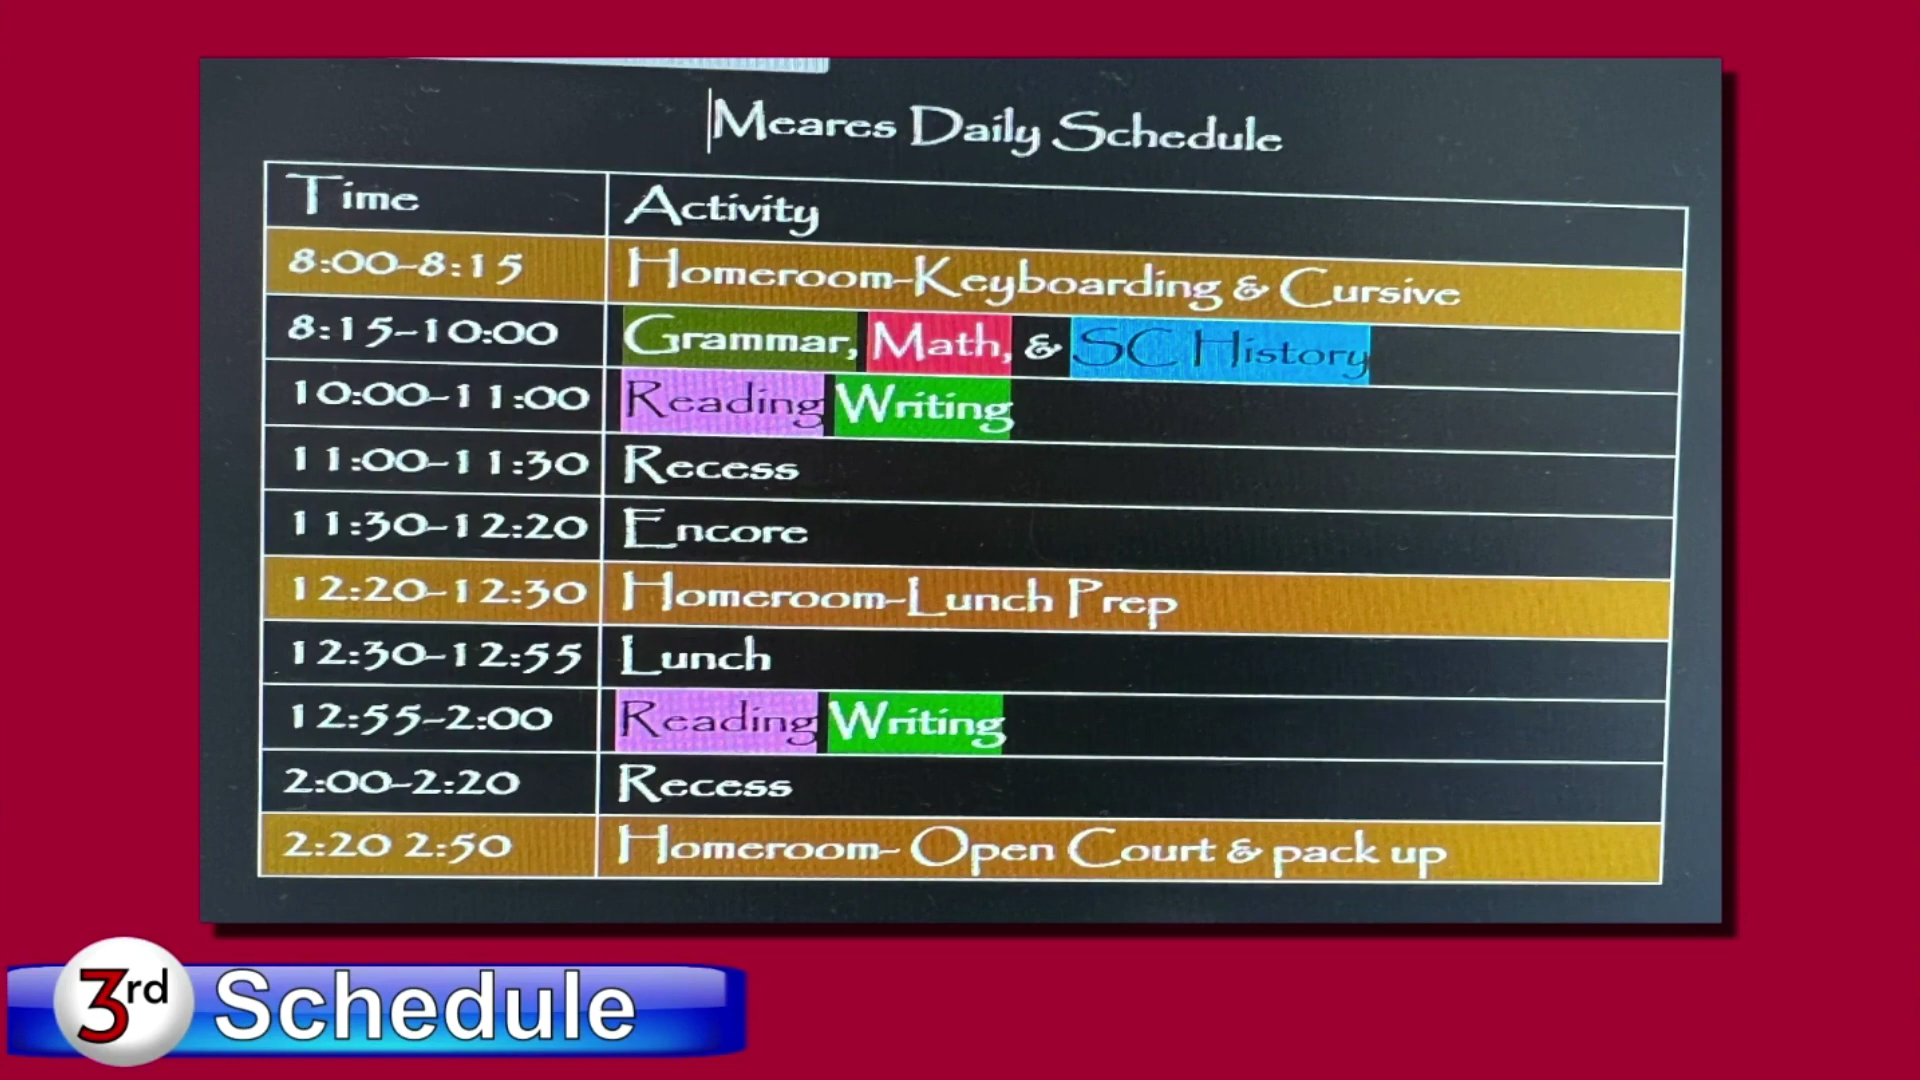 Meares Daily Schedule
Time Activity
8:00-8:15 Homeroom-Keyboarding & Cursive
8:15-10:00 Grammar, Math, & SC History
10:00-11:00 Reading Writing
11:00-11:30 Recess
11:30-12:20 Encore
12:20-12:30 Homeroom-Lunch Prep
12:30-12:55 Lunch
12:55-2:00 Reading Writing
2:00-2:20 Recess
2:20 2:50 Homeroom- Open Court & pack up
3rd Schedule